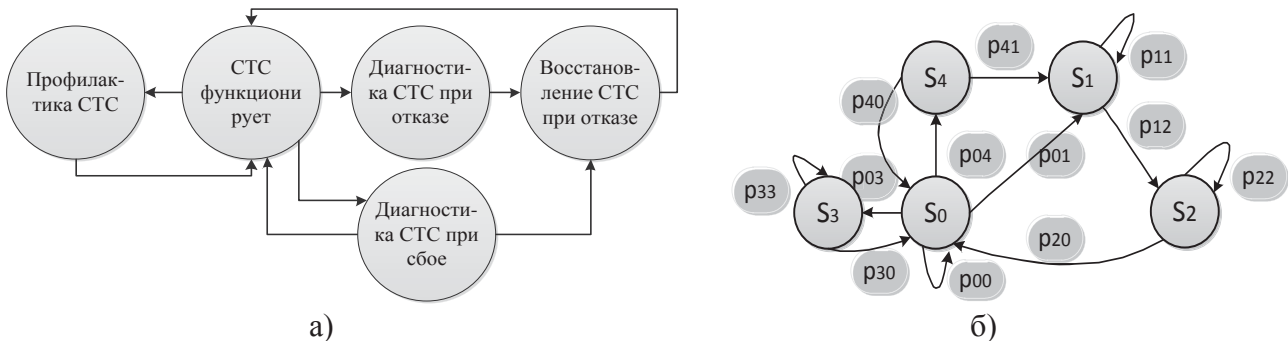 Профилак-
тика СТС
СТС
функциони
рует
Диагности-
ка СТС при
отказе
Восстанов-
ление СТС
при отказе
Диагности-
ка СТС при
сбое
а)
S4
p41
S1
p11
p40
p04
p01
p12
p33
p03
S3
S0
S2
p22
p30
p00
p20
б)